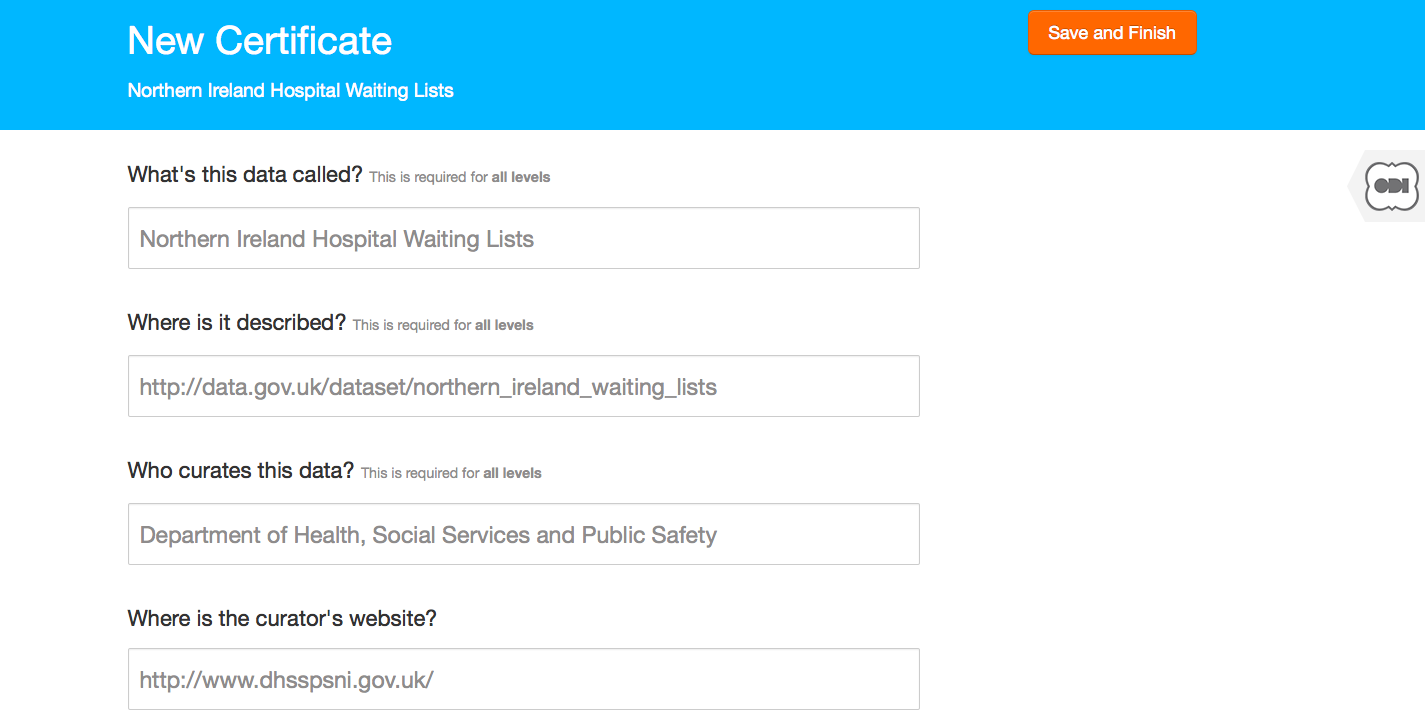 New Certificate
Save and Finish
Northern Ireland Hospital Waiting Lists
What's this data called? This is required for all levels
ODI
Northern Ireland Hospital Waiting Lists
Where is it described? This is required for all levels
http://data.gov.uk/dataset/northern_ireland_waiting_lists
Who curates this data? This is required for all levels
Department of Health, Social Services and Public Safety
Where is the curator's website?
http://www.dhsspsni.gov.uk/